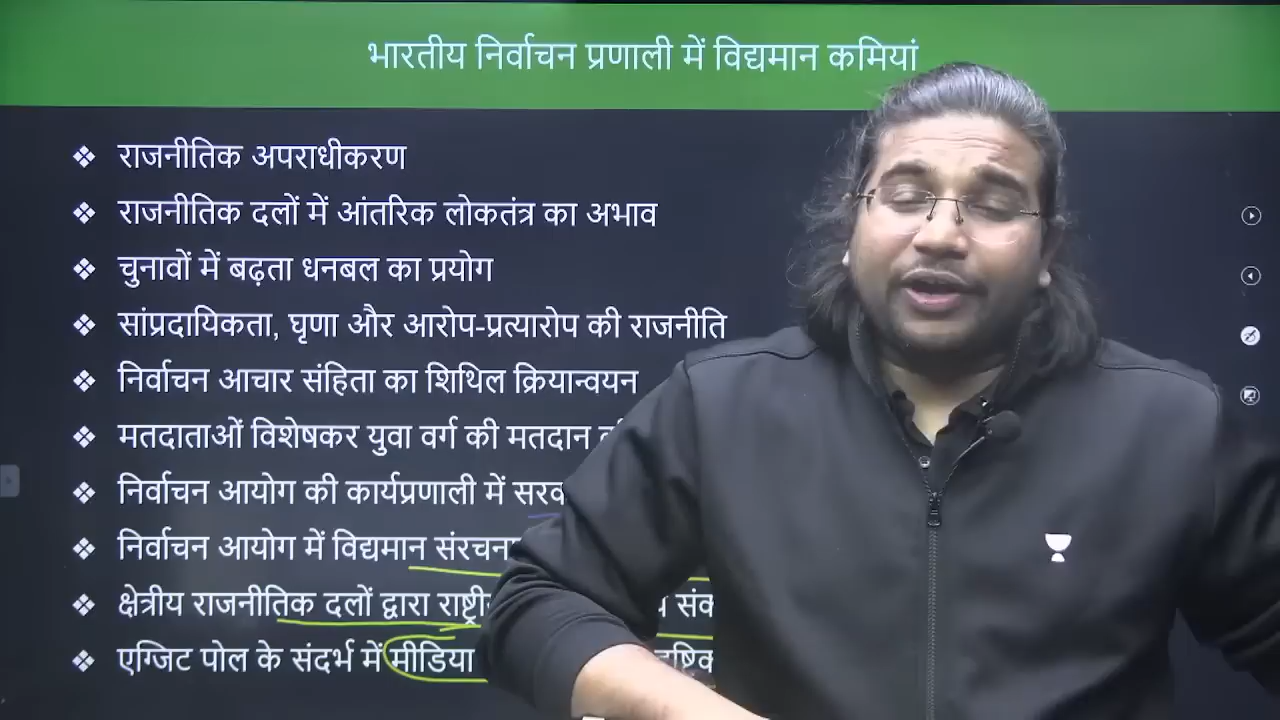 भारतीय निर्वाचन प्रणाली में विद्यमान कमियां
❖ राजनीतिक अपराधीकरण
❖ राजनीतिक दलों में आंतरिक लोकतंत्र का अभाव
❖ चुनावों में बढ़ता धनबल का प्रयोग
❖ सांप्रदायिकता, घृणा और आरोप-प्रत्यारोप की राजनीति
❖ निर्वाचन आचार संहिता का शिथिल क्रियान्वयन
❖ मतदाताओं विशेषकर युवा वर्ग की मतदान
❖ निर्वाचन आयोग की कार्यप्रणाली में
❖ निर्वाचन आयोग में विद्यमान
❖ क्षेत्रीय राजनीतिक दलों द्वारा
❖ एग्जिट पोल के संदर्भ में मीडिया